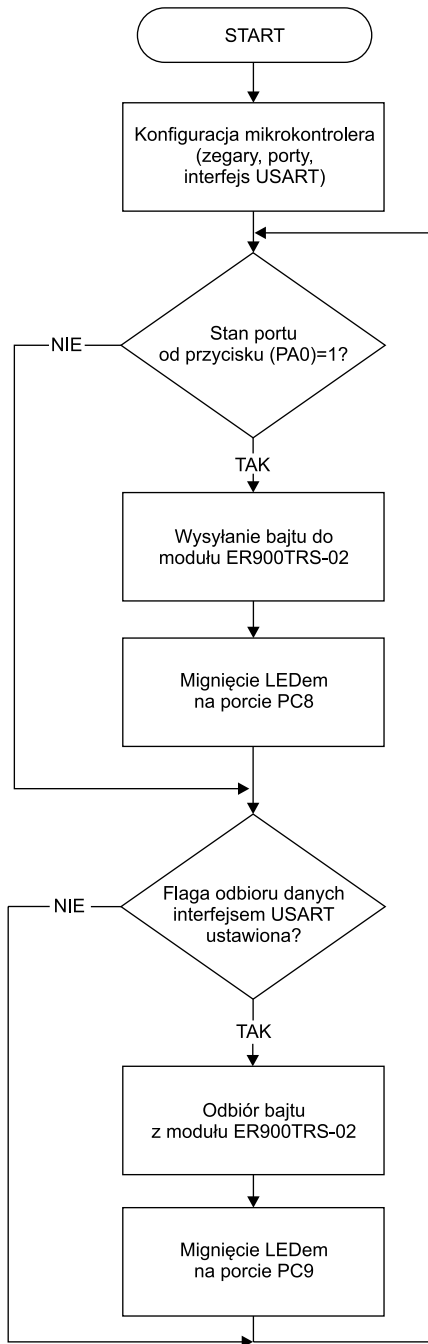 START
Konfiguracja mikrokontrolera
(zegary, porty,
interfejs USART)
Stan portu
od przycisku (PA0)=1?
NIE
TAK
Wysyłanie bajtu do
modułu ER900TRS-02
Mignięcie LEDem
na porcie PC8
Flaga odbioru danych
interfejsem USART
ustawiona?
NIE
TAK
Odbiór bajtu
z modułu ER900TRS-02
Mignięcie LEDem
na porcie PC9